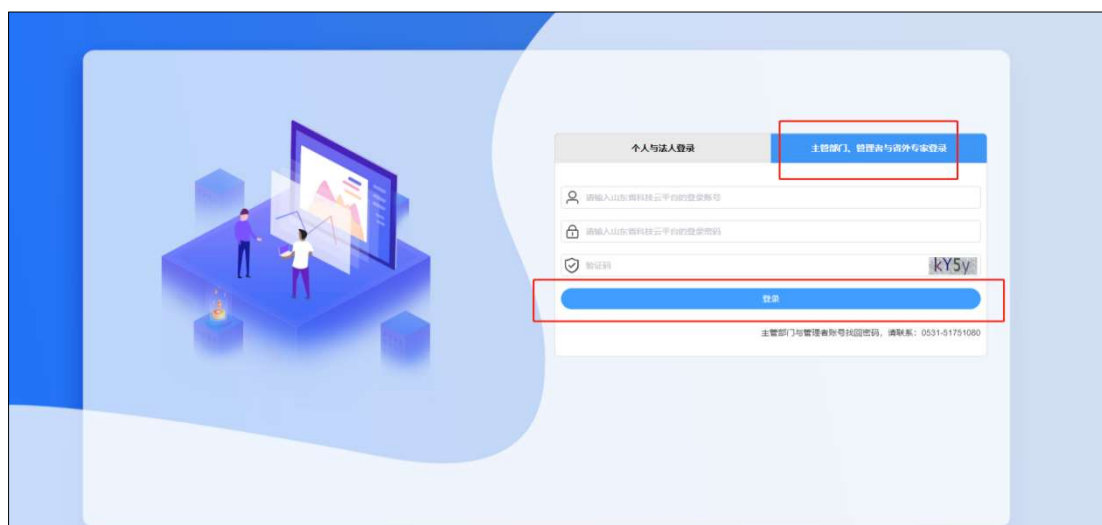 个人与法人登录
主管部门、管理者与省外专家登录
请输入山东省科技云平台的登录账号
请输入山东省科技云平台的登录密码
验证码
kY5y
登录
主管部门与管理者账号找回密码，请联系：0531-51751080